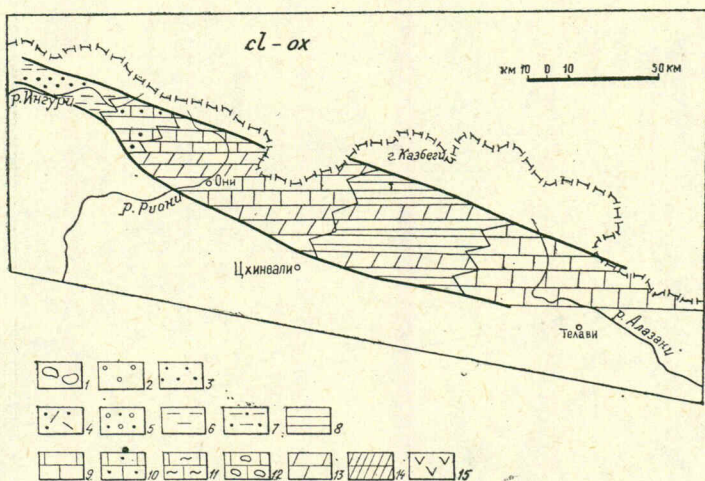 cl - ox
км 10 0 10 50 км
р. Ингури
г. Казбеги
Они
р. Риони
Цхинвали
Телави
р. Алазани
1 2 3
4 5 6 7 8
9 10 11 12 13 14 15